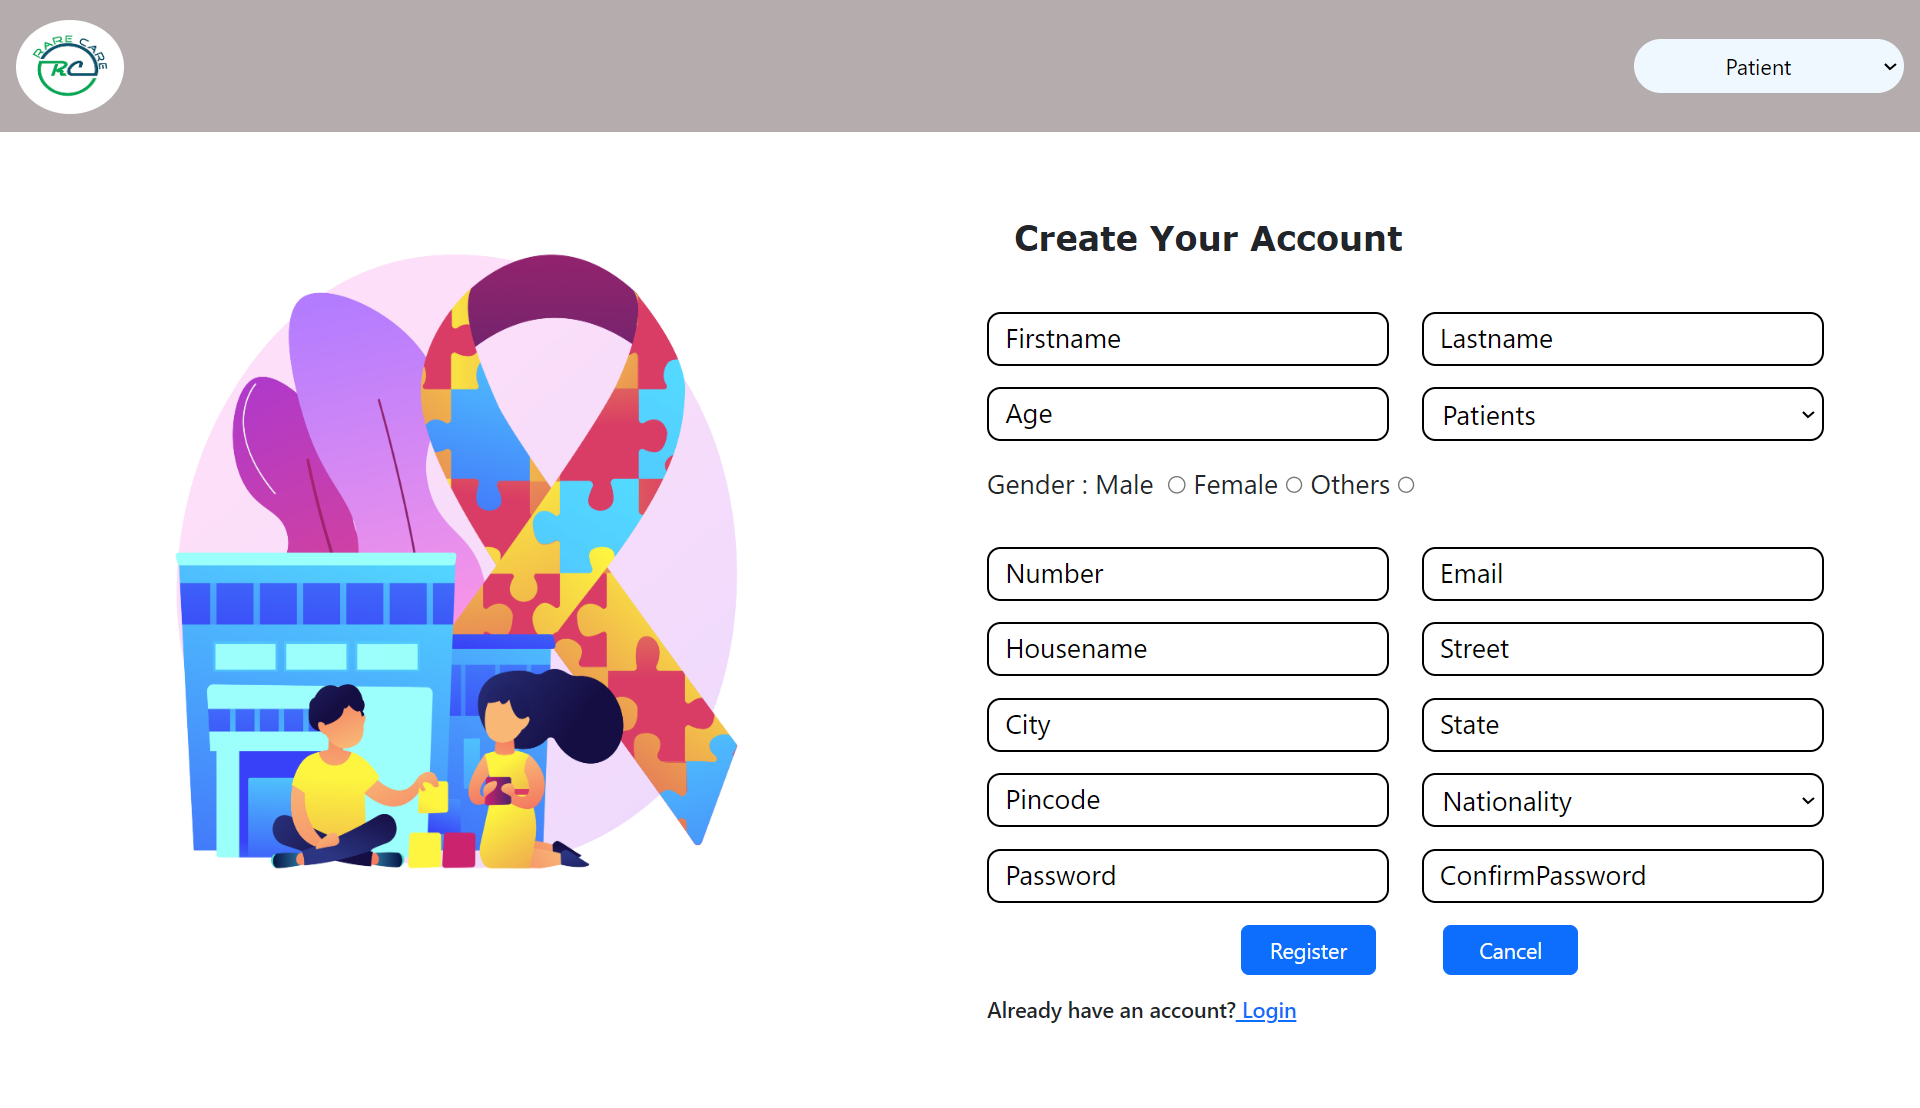 RARE CARE
RC
Patient
Create Your Account
Firstname Lastname
Age Patients
Gender : Male Female Others
Number Email
Housename Street
City State
Pincode Nationality
Password ConfirmPassword
Register Cancel
Already have an account? Login